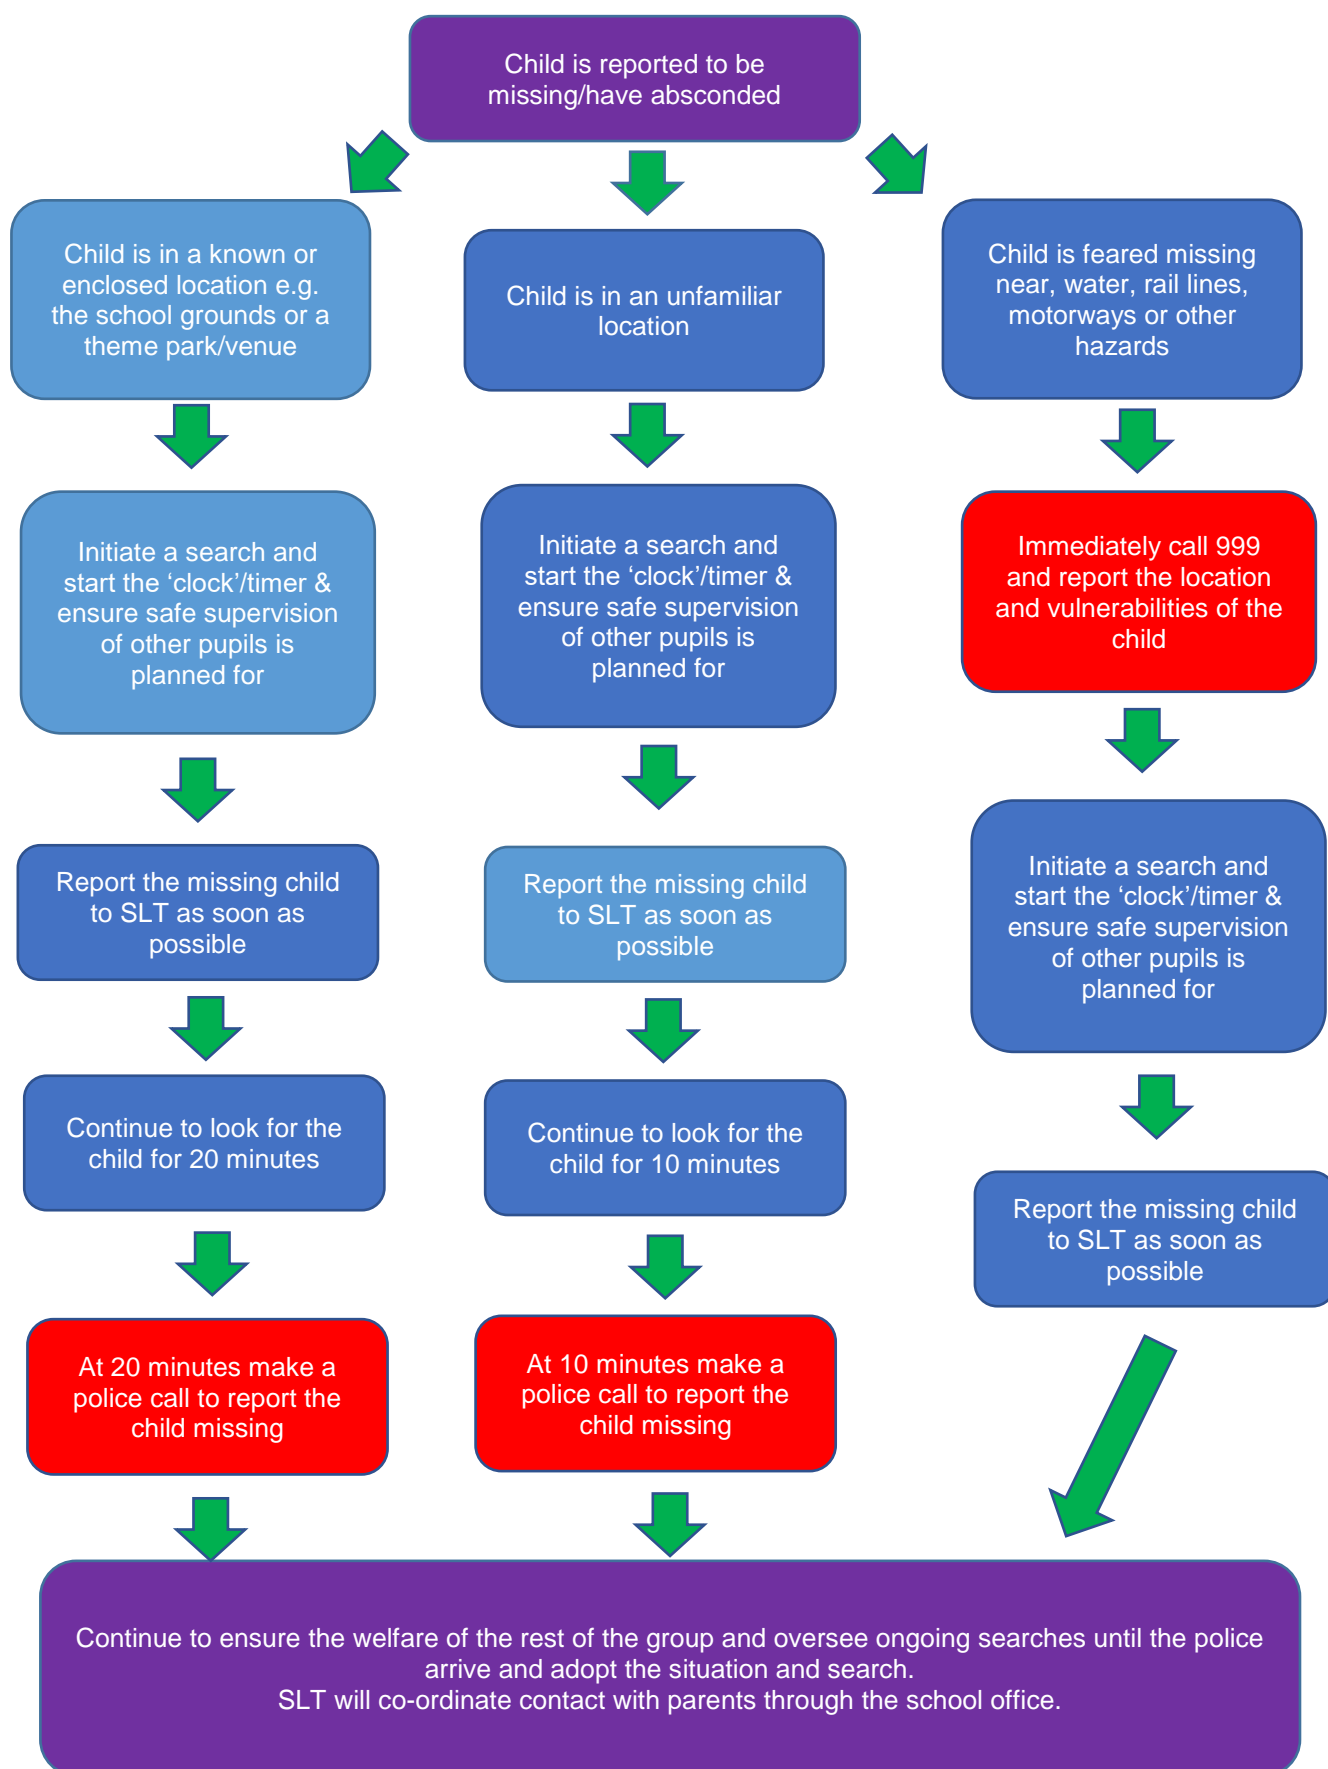 Child is reported to be
missing/have absconded
Child is in a known or
enclosed location e.g.
the school grounds or a
theme park/venue
Initiate a search and
start the ‘clock’/timer &
ensure safe supervision
of other pupils is
planned for
Report the missing child
to SLT as soon as
possible
Continue to look for the
child for 20 minutes
At 20 minutes make a
police call to report the
child missing
Child is in an unfamiliar
location
Initiate a search and
start the ‘clock’/timer &
ensure safe supervision
of other pupils is
planned for
Report the missing child
to SLT as soon as
possible
Continue to look for the
child for 10 minutes
At 10 minutes make a
police call to report the
child missing
Child is feared missing
near, water, rail lines,
motorways or other
hazards
Immediately call 999
and report the location
and vulnerabilities of the
child
Initiate a search and
start the ‘clock’/timer &
ensure safe supervision
of other pupils is
planned for
Report the missing child
to SLT as soon as
possible
Continue to ensure the welfare of the rest of the group and oversee ongoing searches until the police
arrive and adopt the situation and search.
SLT will co-ordinate contact with parents through the school office.